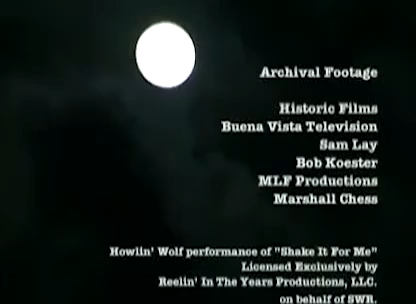 Archival Footage
Historic Films
Buena Vista Television
Sam Lay
Bob Koester
MLF Productions
Marshall Chess
Howlin' Wolf performance of "Shake It For Me"
Licensed Exclusively by
Reelin' In The Years Productions, LLC.
on behalf of SWR.